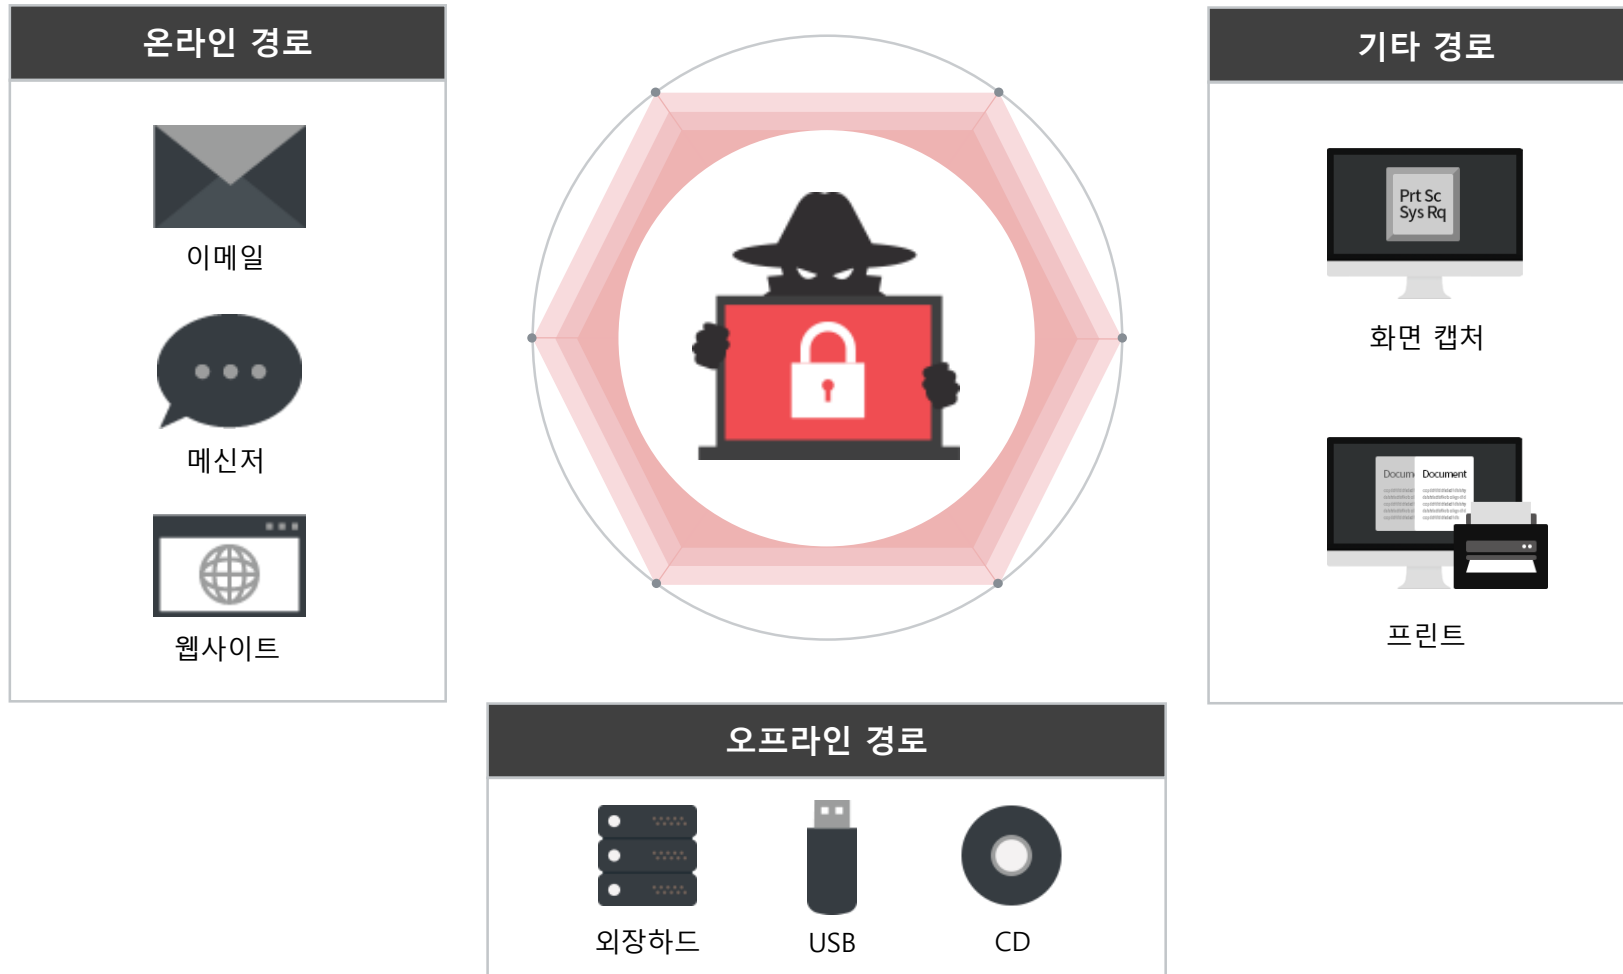 온라인 경로
이메일
메신저
웹사이트
기타 경로
Prt Sc
Sys Rq
화면 캡처
Docum
Document
프린트
오프라인 경로
외장하드
USB
CD